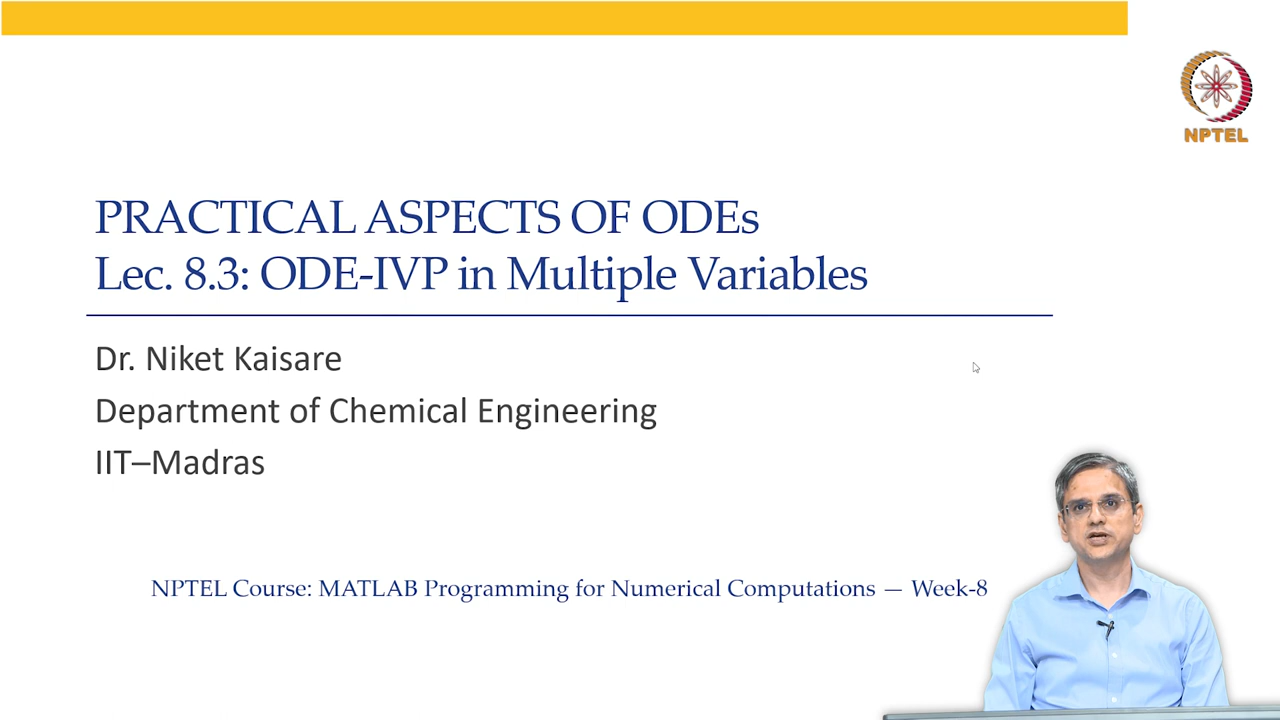 NPTEL
PRACTICAL ASPECTS OF ODEs
Lec. 8.3: ODE-IVP in Multiple Variables
Dr. Niket Kaisare
Department of Chemical Engineering
IIT–Madras
NPTEL Course: MATLAB Programming for Numerical Computations — Week-8